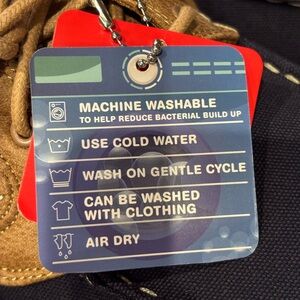 MACHINE WASHABLE
TO HELP REDUCE BACTERIAL BUILD UP
USE COLD WATER
WASH ON GENTLE CYCLE
CAN BE WASHED
WITH CLOTHING
AIR DRY